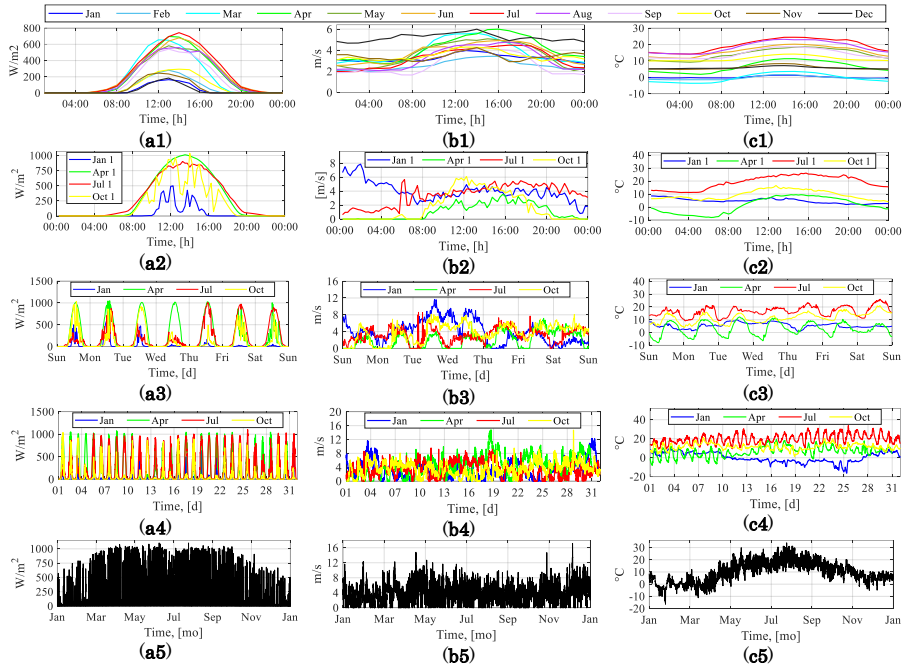 Jan Feb Mar Apr May Jun Jul Aug Sep Oct Nov Dec
W/m2
800
600
400
200
0
04:00 08:00 12:00 16:00 20:00 00:00
Time, [h]
(a1)
m/s
6
4
2
0
04:00 08:00 12:00 16:00 20:00 00:00
Time, [h]
(b1)
°C
30
20
10
0
-10
04:00 08:00 12:00 16:00 20:00 00:00
Time, [h]
(c1)
W/m²
1000
750
500
250
0
Jan 1
Apr 1
Jul 1
Oct 1
00:00 04:00 08:00 12:00 16:00 20:00 00:00
Time, [h]
(a2)
[m/s]
8
6
4
2
0
Jan 1 Apr 1 Jul 1 Oct 1
00:00 04:00 08:00 12:00 16:00 20:00 00:00
Time, [h]
(b2)
°C
40
30
20
10
0
-10
Jan 1 Apr 1 Jul 1 Oct 1
00:00 04:00 08:00 12:00 16:00 20:00 00:00
Time, [h]
(c2)
W/m²
1500
1000
500
0
Jan Apr Jul Oct
Sun Mon Tue Wed Thu Fri Sat Sun
Time, [d]
(a3)
m/s
16
12
8
4
0
Jan Apr Jul Oct
Sun Mon Tue Wed Thu Fri Sat Sun
Time, [d]
(b3)
°C
40
30
20
10
0
-10
Jan Apr Jul Oct
Sun Mon Tue Wed Thu Fri Sat Sun
Time, [d]
(c3)
W/m²
1500
1000
500
0
Jan Apr Jul Oct
01 04 07 10 13 16 19 22 25 28 31
Time, [d]
(a4)
m/s
20
16
12
8
4
0
Jan Apr Jul Oct
01 04 07 10 13 16 19 22 25 28 31
Time, [d]
(b4)
°C
40
30
20
10
0
-10
-20
Jan Apr Jul Oct
01 04 07 10 13 16 19 22 25 28 31
Time, [d]
(c4)
W/m²
1000
750
500
250
0
Jan Mar May Jul Sep Nov Jan
Time, [mo]
(a5)
m/s
16
12
8
4
0
Jan Mar May Jul Sep Nov Jan
Time, [mo]
(b5)
°C
30
20
10
0
-10
-20
Jan Mar May Jul Sep Nov Jan
Time, [mo]
(c5)